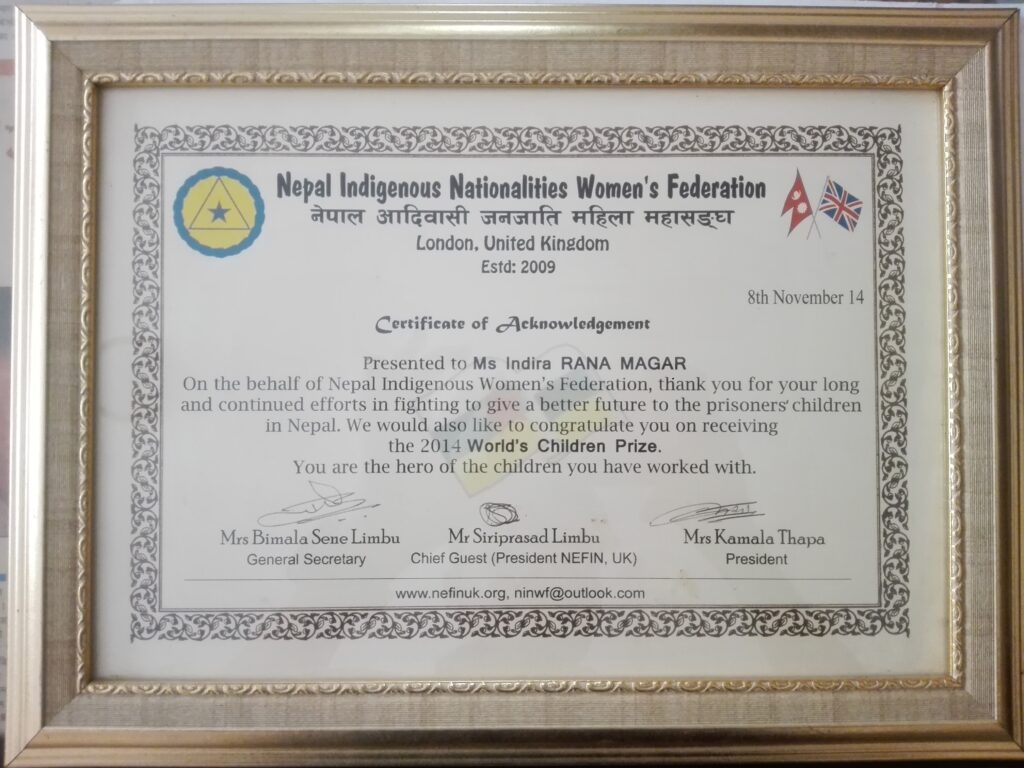 Nepal Indigenous Nationalities Women's Federation
नेपाल आदिवासी जनजाति महिला महासङ्घ
London, United Kingdom
Estd: 2009
8th November 14
Certificate of Acknowledgement
Presented to Ms Indira RANA MAGAR
On the behalf of Nepal Indigenous Women's Federation, thank you for your long
and continued efforts in fighting to give a better future to the prisoners' children
in Nepal. We would also like to congratulate you on receiving
the 2014 World's Children Prize.
You are the hero of the children you have worked with.
Mrs Bimala Sene Limbu
General Secretary
Mr Siriprasad Limbu
Chief Guest (President NEFIN, UK)
Mrs Kamala Thapa
President
www.nefinuk.org, ninwf@outlook.com